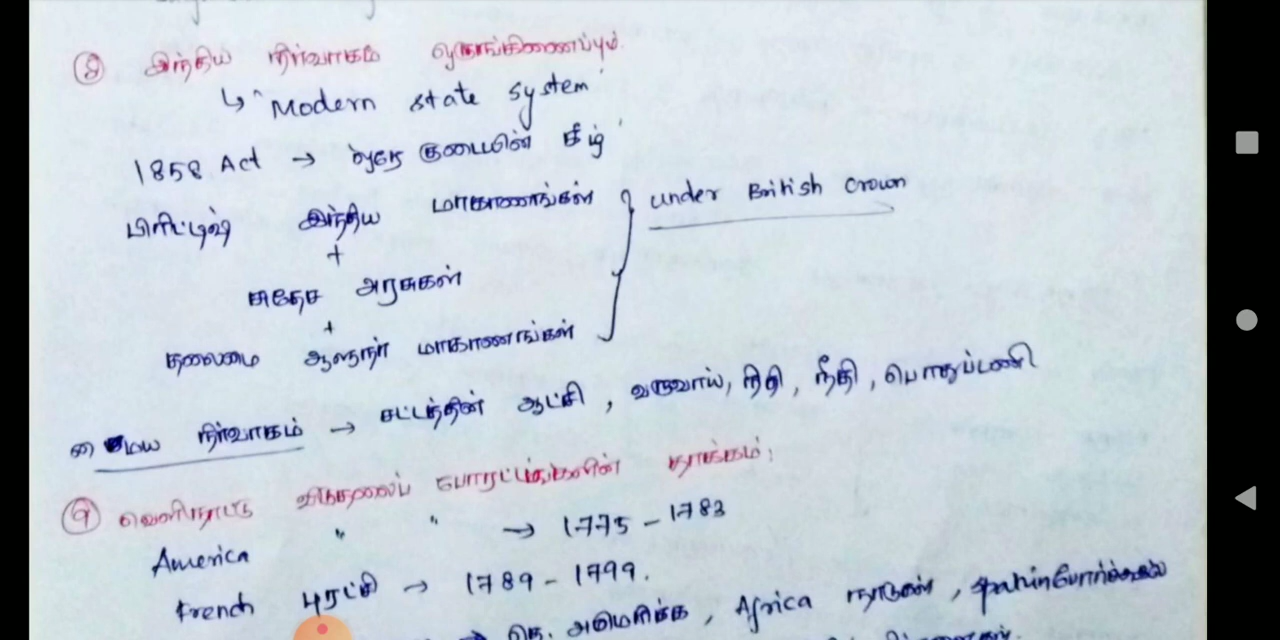 ⑧ இந்திய நிர்வாகம் ஒருங்கிணைப்பும்.
↳ "Modern state system"
1858 Act → ஒரே குடையின் கீழ்
பிரிட்டிஷ் இந்திய மாகாணங்கள் } under British Crown
+
சுதேச அரசுகள்
+
தலைமை ஆளுநர் மாகாணங்கள்
மைய நிர்வாகம் → சட்டத்தின் ஆட்சி, வருவாய், நிதி, நீதி, பொதுப்பணி
⑨ வெளிநாட்டு விடுதலைப் போராட்டங்களின் தாக்கம்:
America " " → 1775 - 1783
French புரட்சி → 1789 - 1799.
தெ. அமெரிக்க, Africa நாடுகள்,